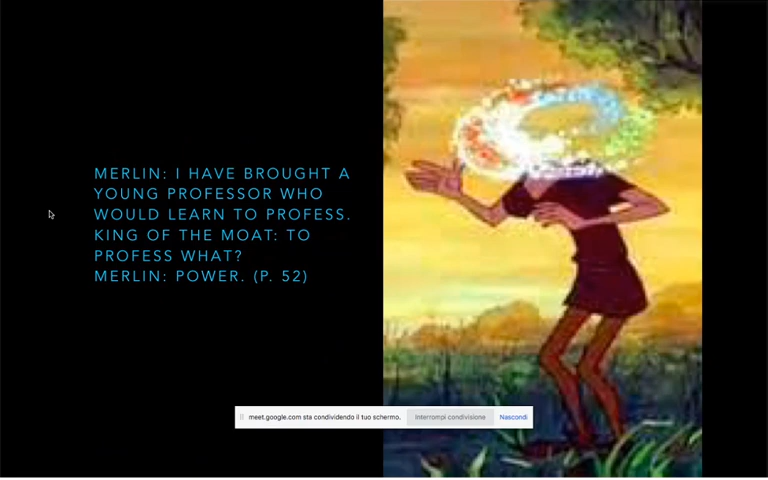 MERLIN: I HAVE BROUGHT A
YOUNG PROFESSOR WHO
WOULD LEARN TO PROFESS.
KING OF THE MOAT: TO
PROFESS WHAT?
MERLIN: POWER. (P. 52)
meet.google.com sta condividendo il tuo schermo. Interrompi condivisione Nascondi